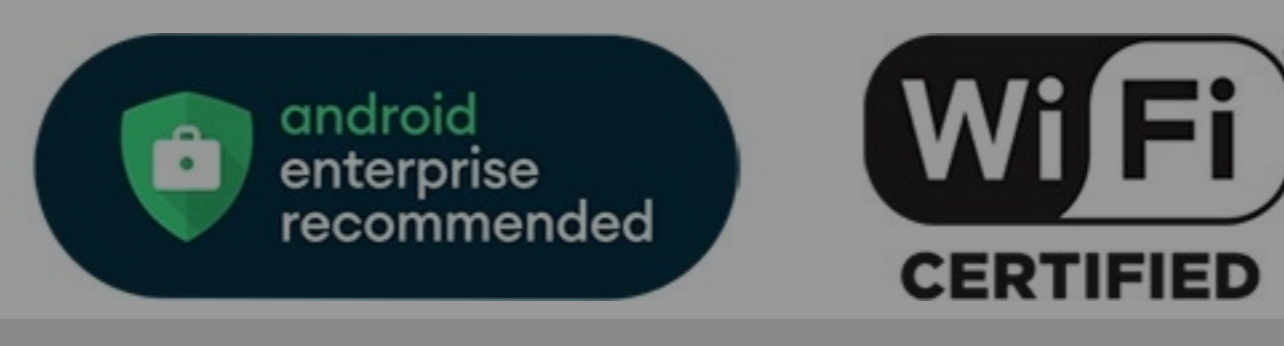 android
enterprise
recommended
WiFi
CERTIFIED